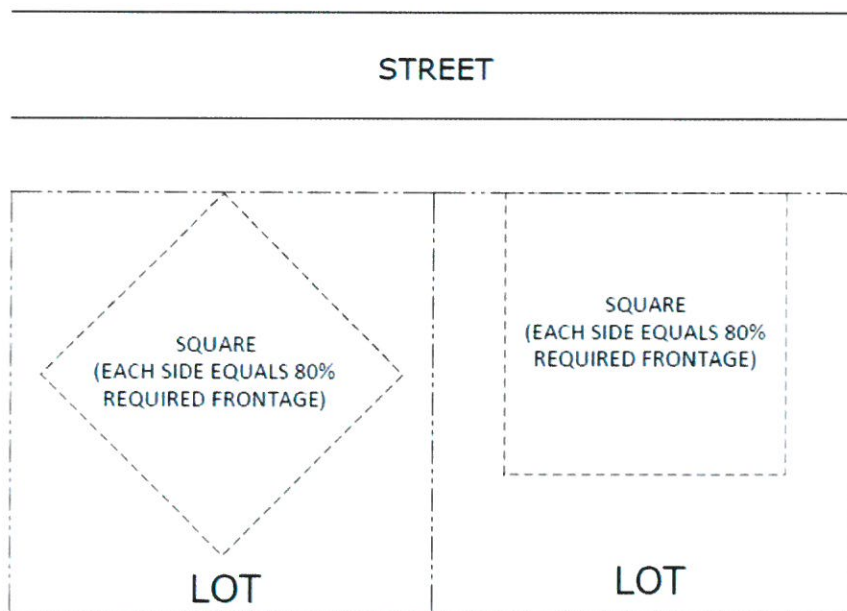 STREET
SQUARE
(EACH SIDE EQUALS 80%
REQUIRED FRONTAGE)
SQUARE
(EACH SIDE EQUALS 80%
REQUIRED FRONTAGE)
LOT
LOT